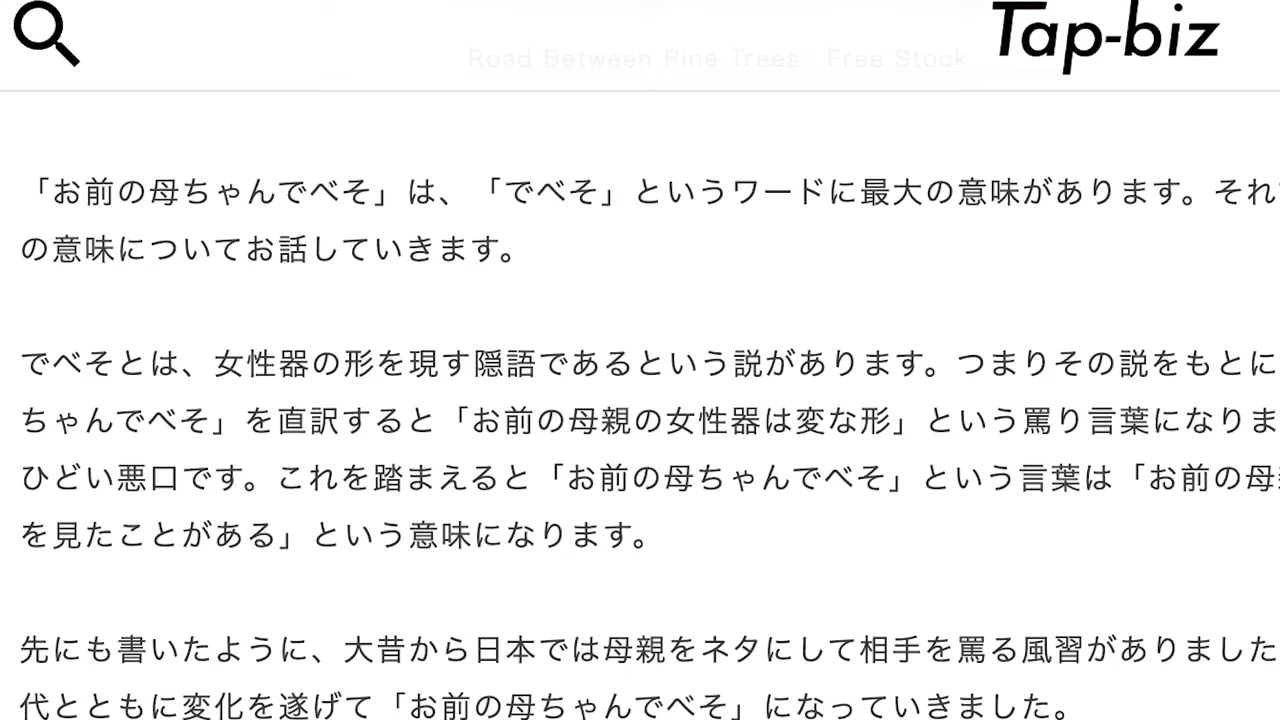 Tap-biz
Road Between Pine Trees Free Stock ...
「お前の母ちゃんでべそ」は、「でべそ」というワードに最大の意味があります。それ
の意味についてお話していきます。
でべそとは、女性器の形を現す隠語であるという説があります。つまりその説をもとに
ちゃんでべそ」を直訳すると「お前の母親の女性器は変な形」という罵り言葉になりま
ひどい悪口です。これを踏まえると「お前の母ちゃんでべそ」という言葉は「お前の母
を見たことがある」という意味になります。
先にも書いたように、大昔から日本では母親をネタにして相手を罵る風習がありました
代とともに変化を遂げて「お前の母ちゃんでべそ」になっていきました。